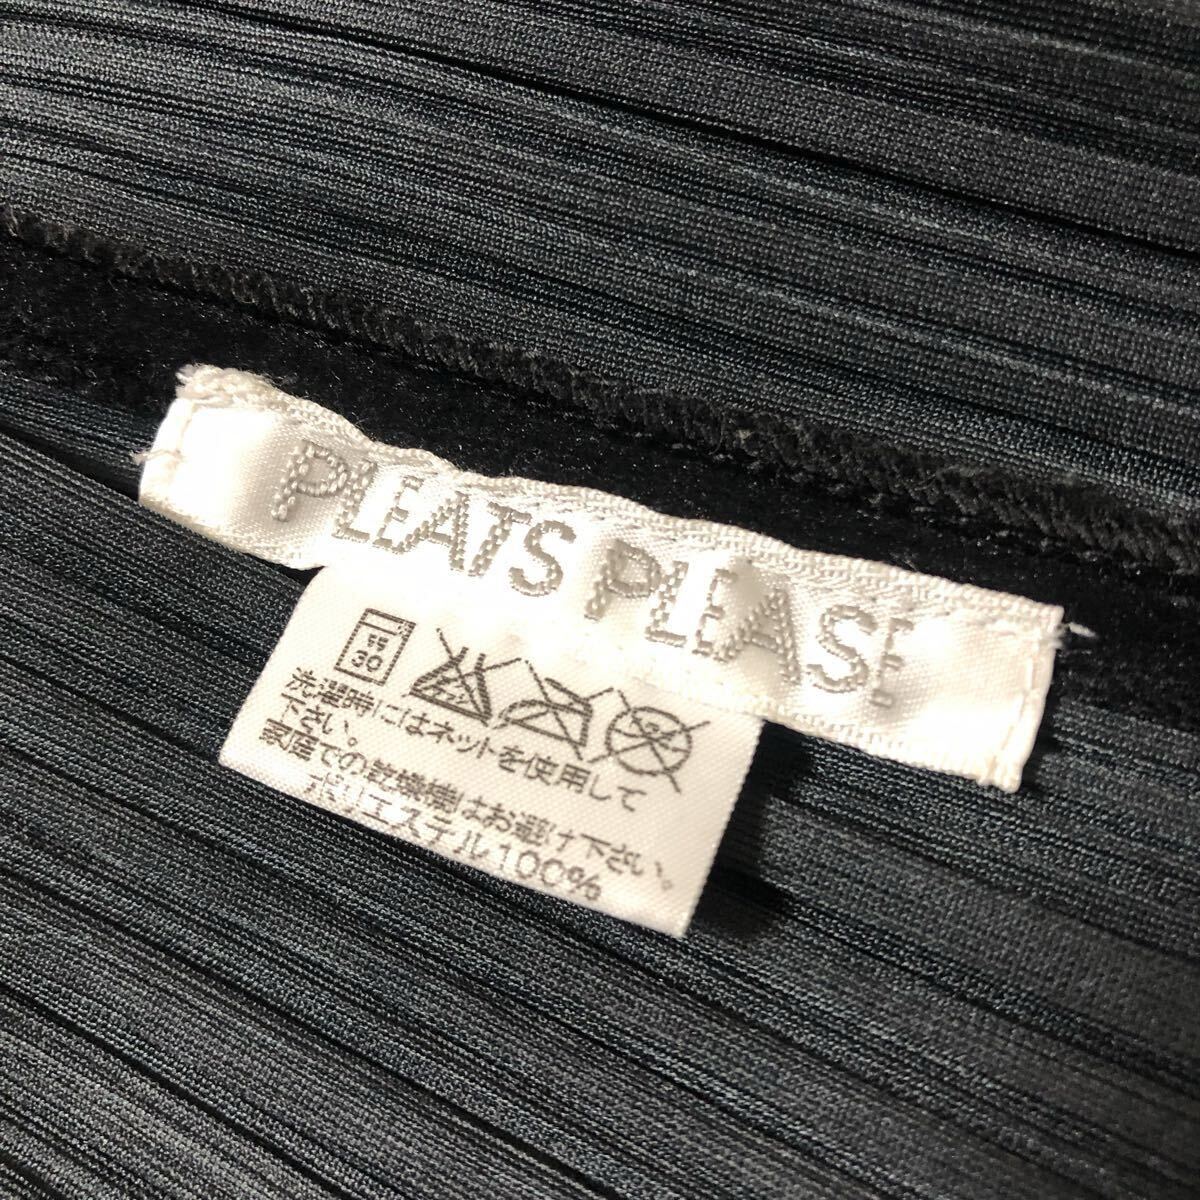 PLEATS PLEASE
弱
30
洗濯時にはネットを使用して
下さい。
家庭での乾燥機はお避け下さい。
ポリエステル100%